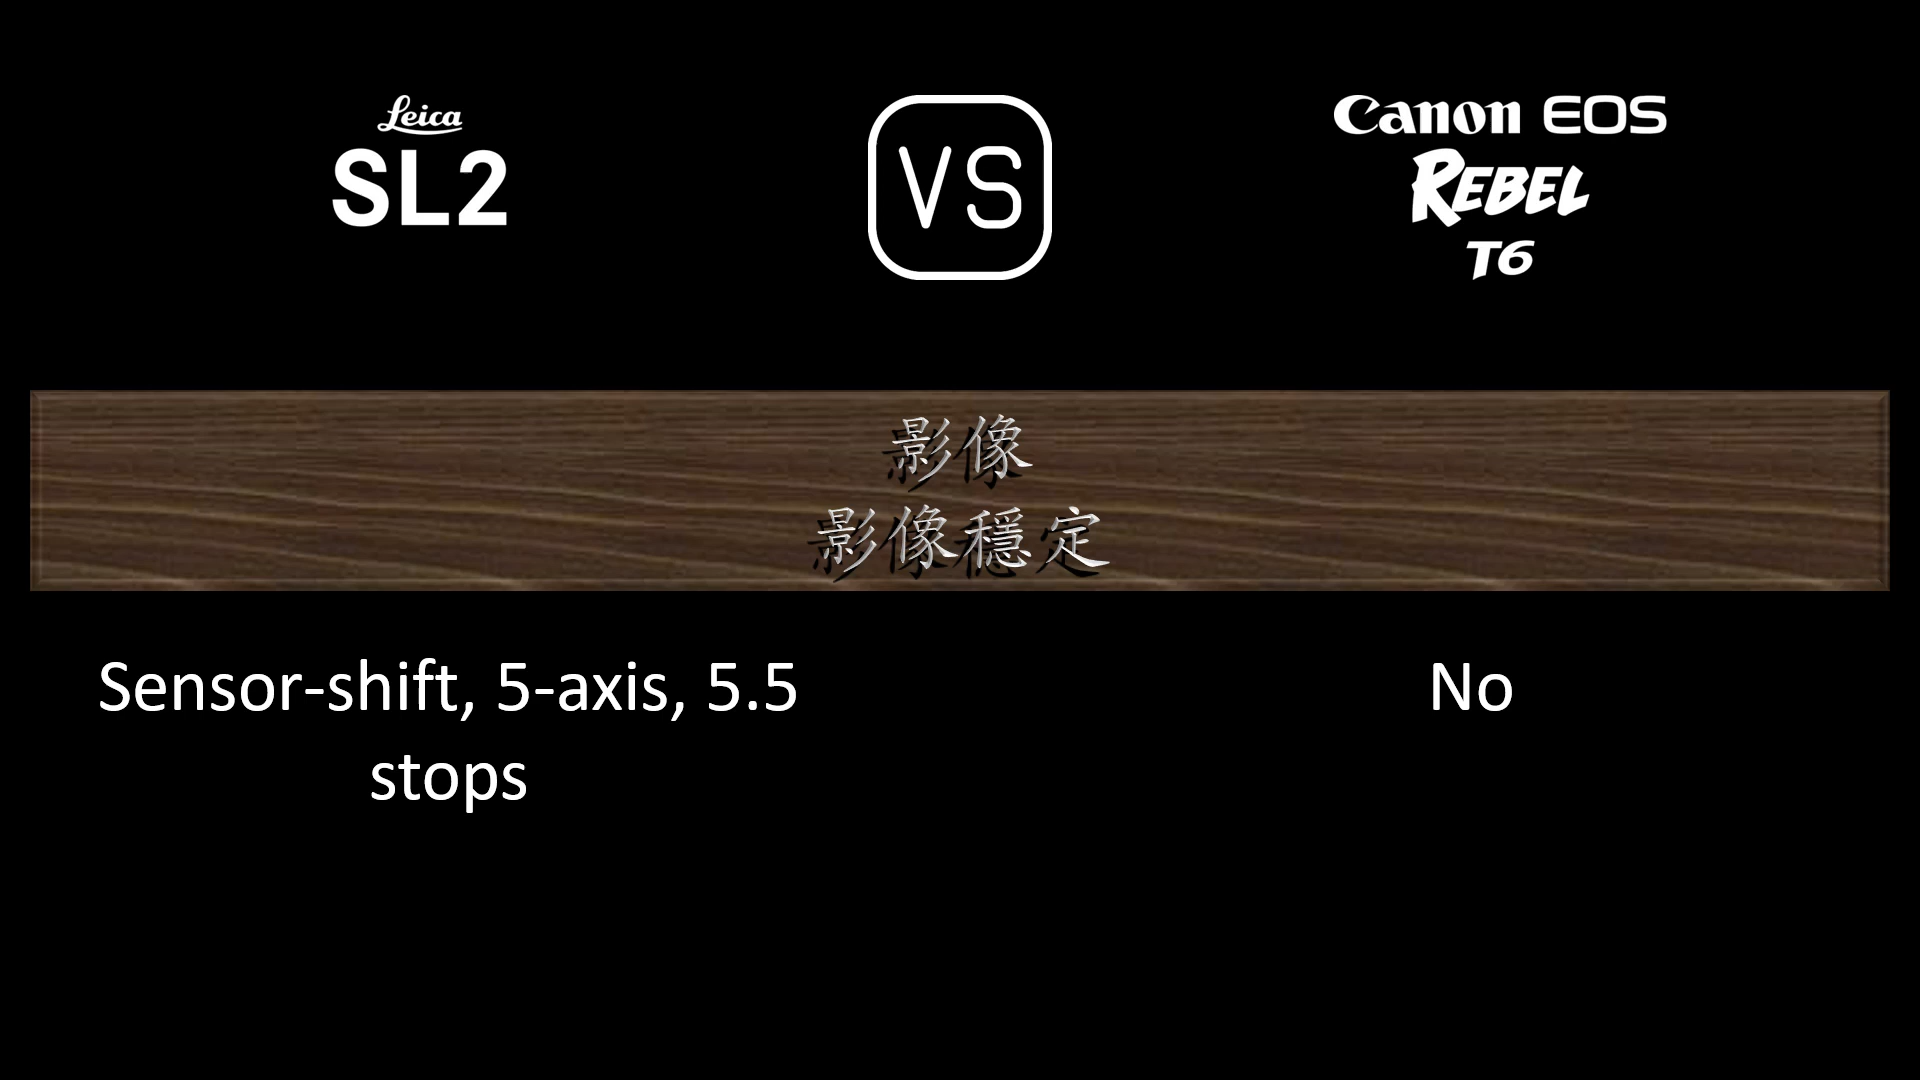 Leica
SL2
VS
Canon EOS
REBEL
T6
影像
影像穩定
Sensor-shift, 5-axis, 5.5
stops
No